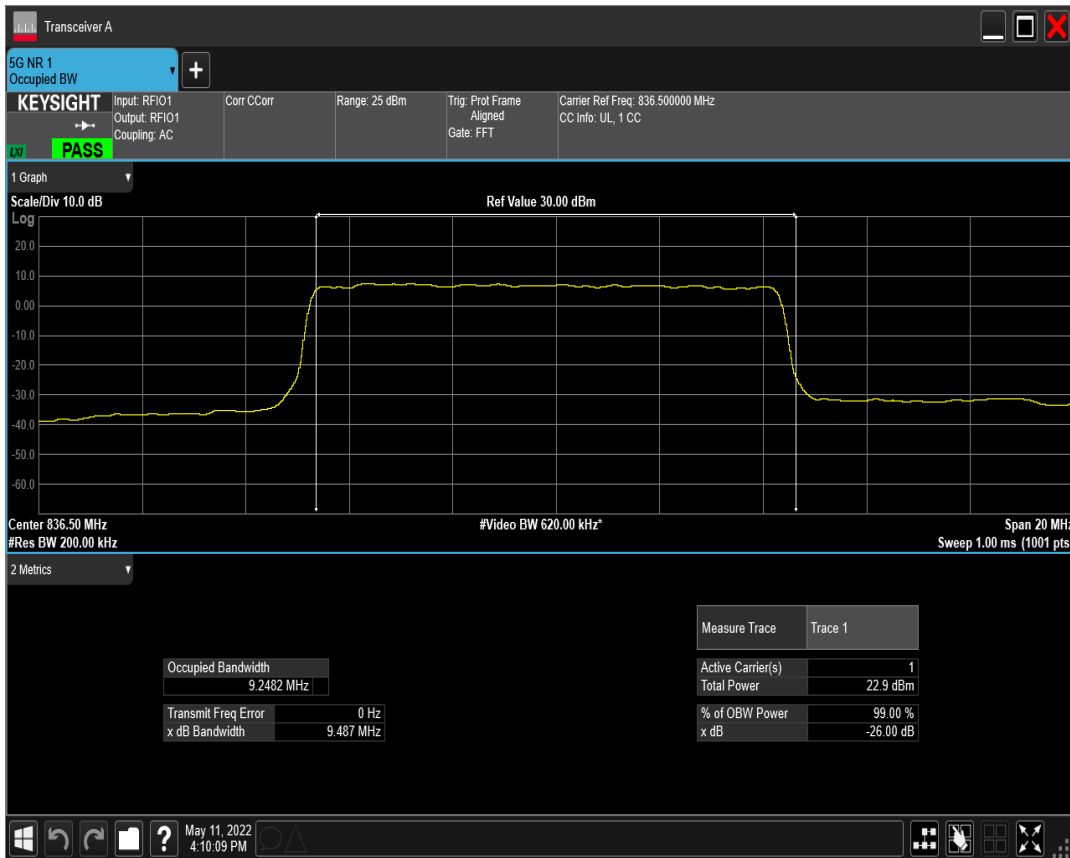 Transceiver A
5G NR 1
Occupied BW
KEYSIGHT
LXI
PASS
Input: RFIO1
Output: RFIO1
Coupling: AC
Corr CCorr
Range: 25 dBm
Trig: Prot Frame
Aligned
Gate: FFT
Carrier Ref Freq: 836.500000 MHz
CC Info: UL, 1 CC
1 Graph
Scale/Div 10.0 dB
Ref Value 30.00 dBm
Log
20.0
10.0
0.00
-10.0
-20.0
-30.0
-40.0
-50.0
-60.0
Center 836.50 MHz
#Video BW 620.00 kHz*
Span 20 MHz
#Res BW 200.00 kHz
Sweep 1.00 ms (1001 pts
2 Metrics
Measure Trace Trace 1
Occupied Bandwidth
9.2482 MHz
Active Carrier(s) 1
Total Power 22.9 dBm
Transmit Freq Error 0 Hz
x dB Bandwidth 9.487 MHz
% of OBW Power 99.00 %
x dB -26.00 dB
?
May 11, 2022
4:10:09 PM